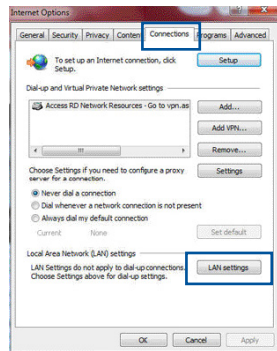 Internet Options
General Security Privacy Content Connections Programs Advanced
To set up an Internet connection, click
Setup.
Setup
Dial-up and Virtual Private Network settings
Access RD Network Resources - Go to vpn.as
Add...
Add VPN...
Remove...
Choose Settings if you need to configure a proxy
server for a connection.
Settings
Never dial a connection
Dial whenever a network connection is not present
Always dial my default connection
Current None
Set default
Local Area Network (LAN) settings
LAN Settings do not apply to dial-up connections.
Choose Settings above for dial-up settings.
LAN settings
OK Cancel Apply